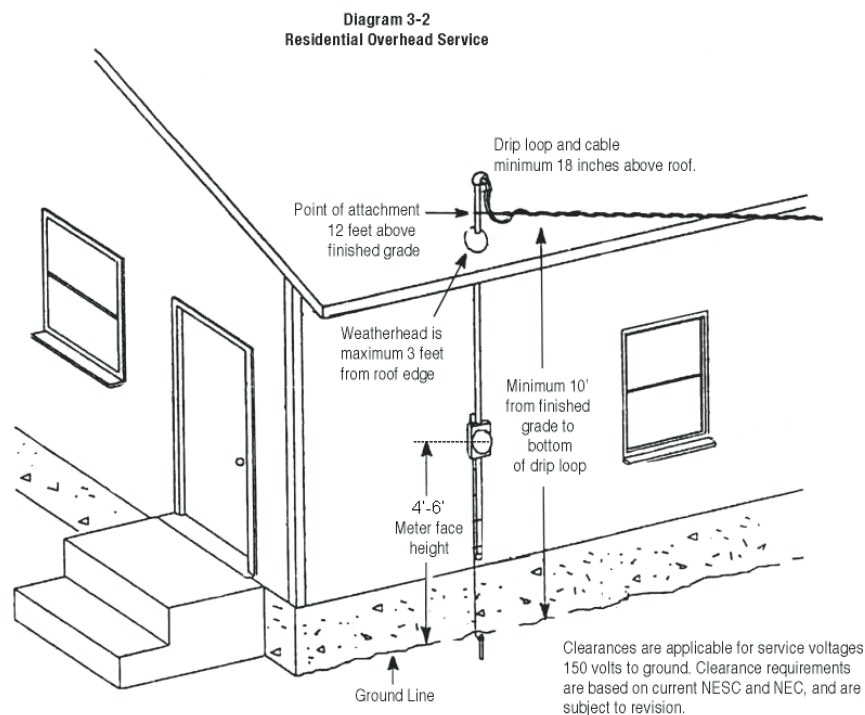 Diagram 3-2
Residential Overhead Service
Drip loop and cable
minimum 18 inches above roof.
Point of attachment
12 feet above
finished grade
Weatherhead is
maximum 3 feet
from roof edge
Minimum 10'
from finished
grade to
bottom
of drip loop
4'-6'
Meter face
height
Ground Line
Clearances are applicable for service voltages
150 volts to ground. Clearance requirements
are based on current NESC and NEC, and are
subject to revision.